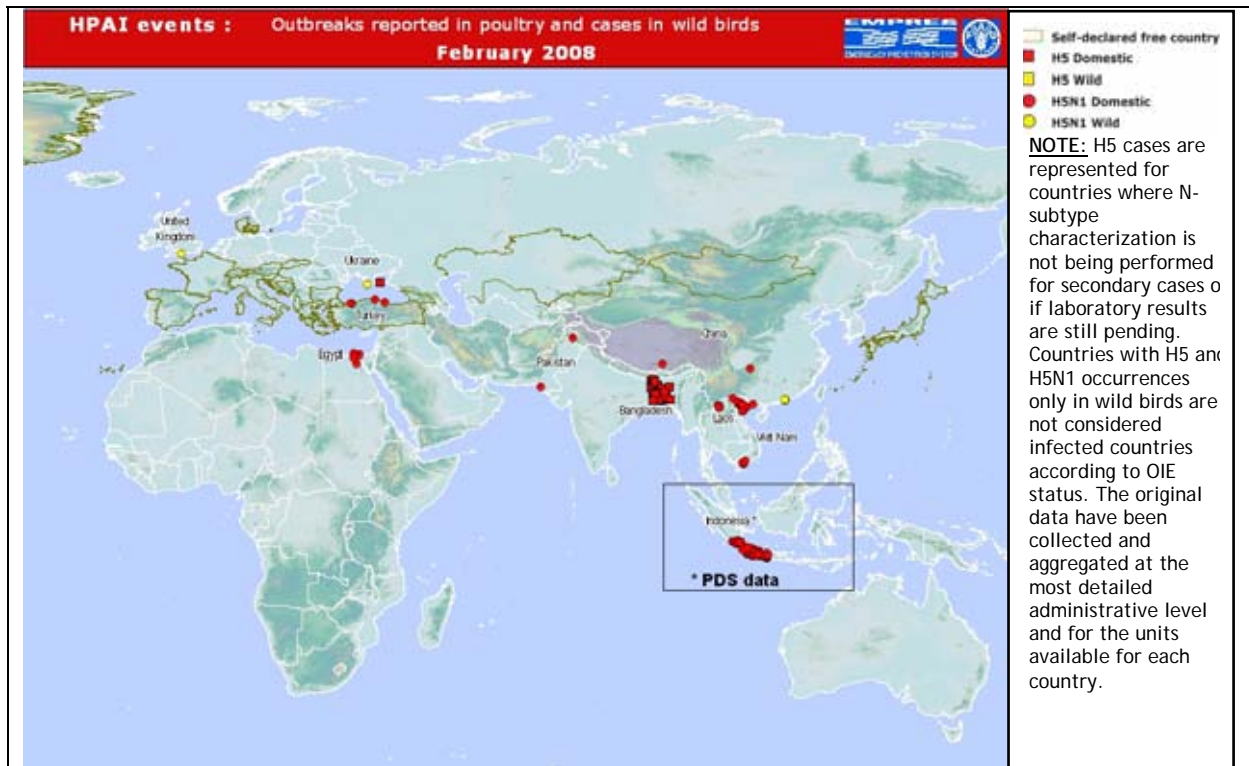 HPAI events : Outbreaks reported in poultry and cases in wild birds
February 2008
EMPRES
Self-declared free country
H5 Domestic
H5 Wild
H5N1 Domestic
H5N1 Wild
NOTE: H5 cases are
represented for
countries where N-
subtype
characterization is
not being performed
for secondary cases o
if laboratory results
are still pending.
Countries with H5 and
H5N1 occurrences
only in wild birds are
not considered
infected countries
according to OIE
status. The original
data have been
collected and
aggregated at the
most detailed
administrative level
and for the units
available for each
country.
United
Kingdom
Ukraine
Turkey
Egypt
Pakistan
China
Bangladesh
Laos
Viet Nam
Indonesia *
* PDS data